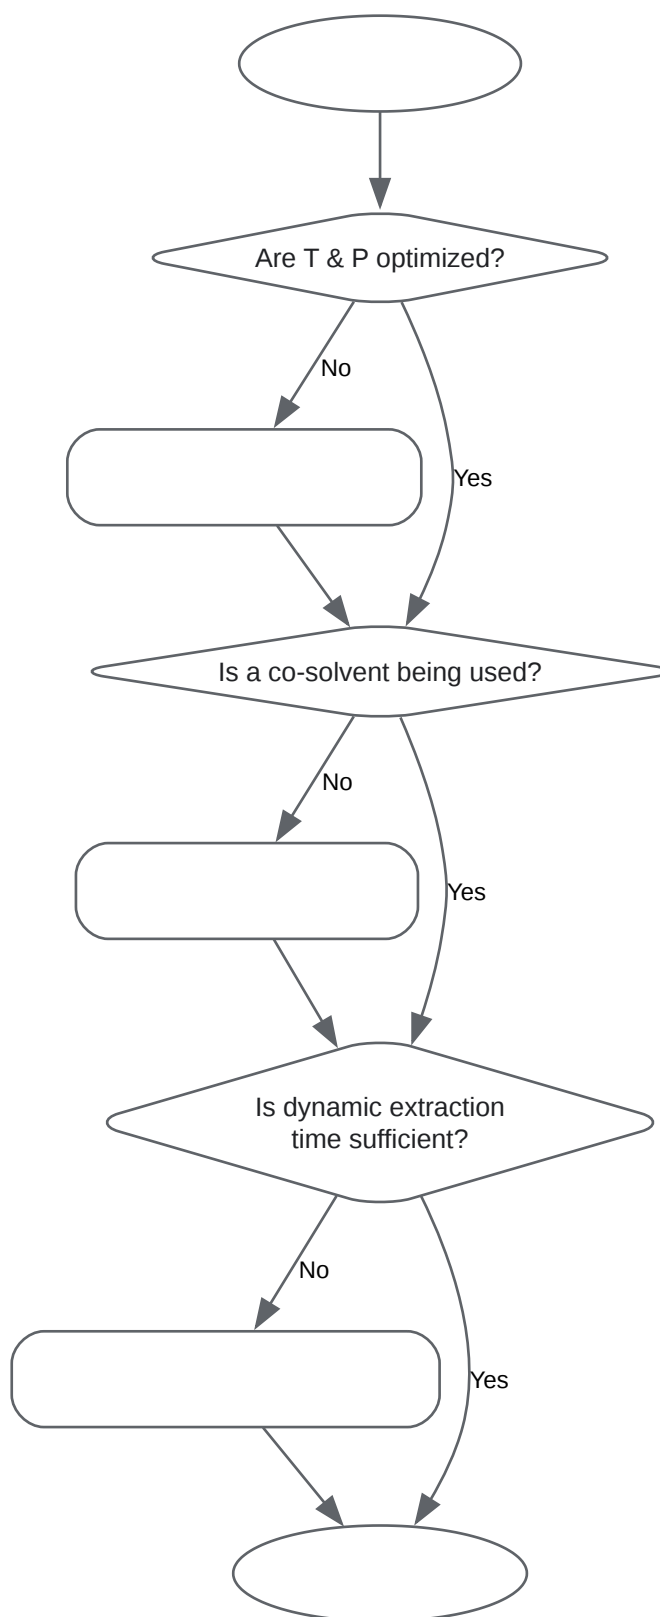 Are T & P optimized?
No
Yes
Is a co-solvent being used?
No
Yes
Is dynamic extraction
time sufficient?
No
Yes